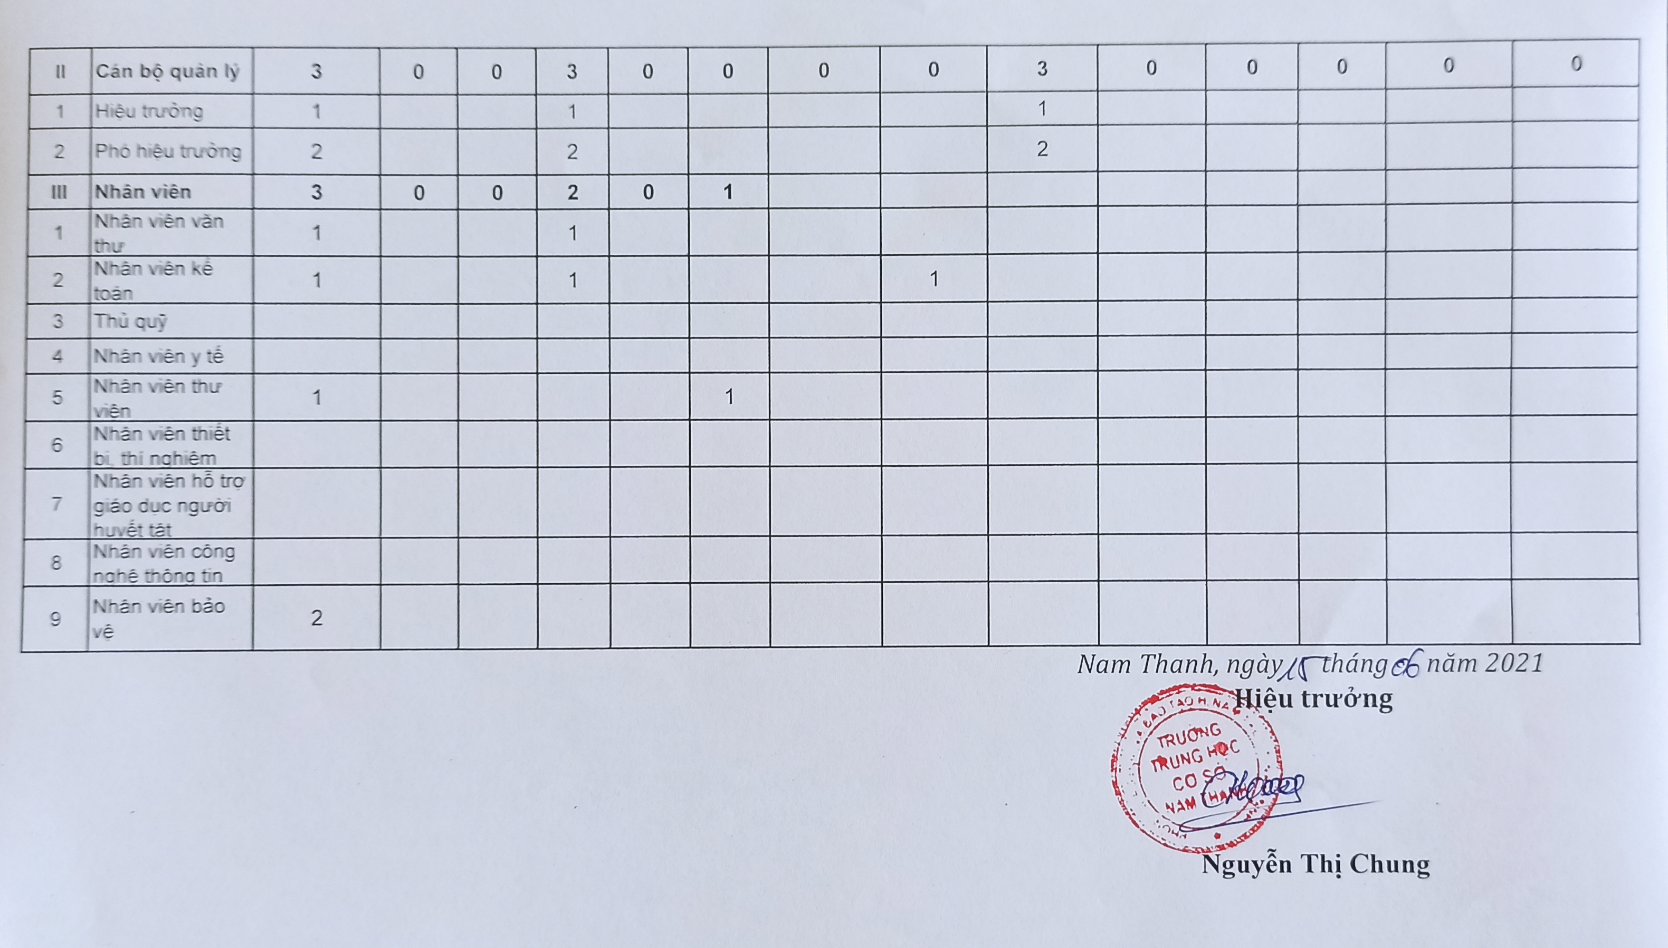 II Cán bộ quản lý 3 0 0 3 0 0 0 0 3 0 0 0 0 0
1 Hiệu trưởng 1 1 1
2 Phó hiệu trưởng 2 2 2
III Nhân viên 3 0 0 2 0 1
1 Nhân viên văn thư 1 1
2 Nhân viên kế toán 1 1 1
3 Thủ quỹ
4 Nhân viên y tế
5 Nhân viên thư viện 1 1
6 Nhân viên thiết bị, thí nghiệm
7 Nhân viên hỗ trợ giáo dục người huyết tật
8 Nhân viên công nghệ thông tin
9 Nhân viên bảo vệ 2
Nam Thanh, ngày 15 tháng 06 năm 2021
Hiệu trưởng
TRƯỜNG
TRUNG HỌC
CƠ SỞ
NAM THANH
Nguyễn Thị Chung